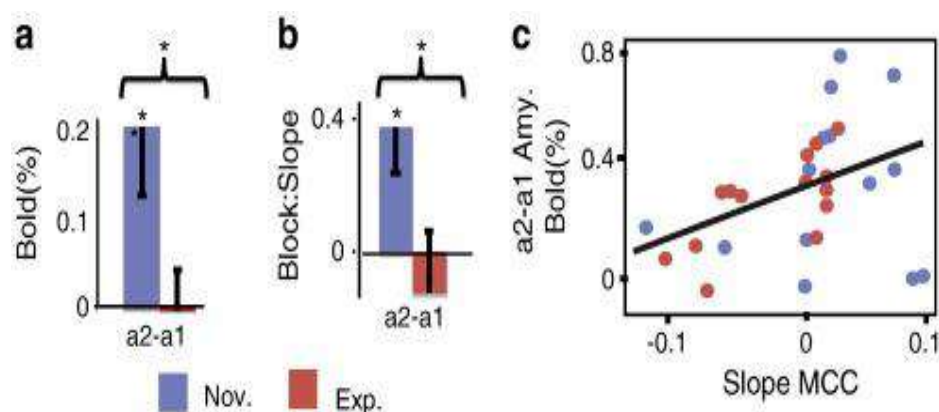 a
*
*
*
0.2
0.1
0
Bold(%)
a2-a1
b
*
*
0.4
0
Block:Slope
a2-a1
Nov.
Exp.
c
0.8
0.4
0
a2-a1 Amy.
Bold(%)
-0.1
0
0.1
Slope MCC